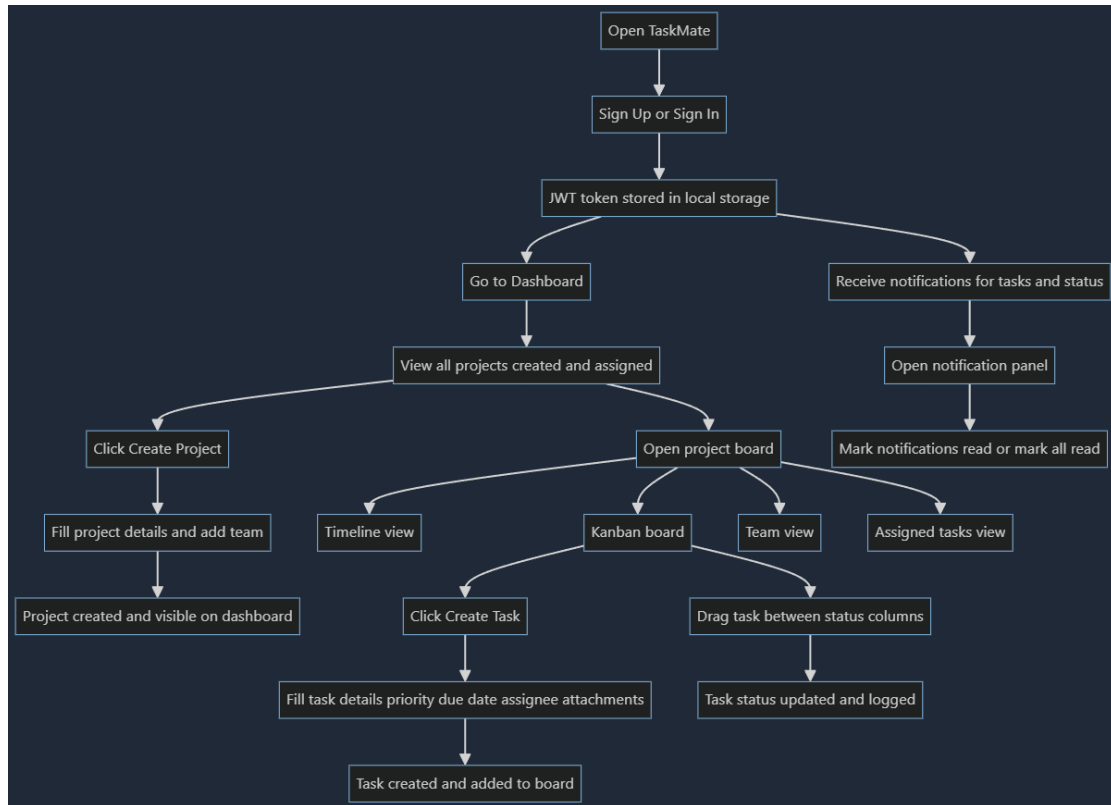 Open TaskMate
Sign Up or Sign In
JWT token stored in local storage
Go to Dashboard
Receive notifications for tasks and status
View all projects created and assigned
Open notification panel
Click Create Project
Open project board
Mark notifications read or mark all read
Fill project details and add team
Timeline view
Kanban board
Team view
Assigned tasks view
Project created and visible on dashboard
Click Create Task
Drag task between status columns
Fill task details priority due date assignee attachments
Task status updated and logged
Task created and added to board